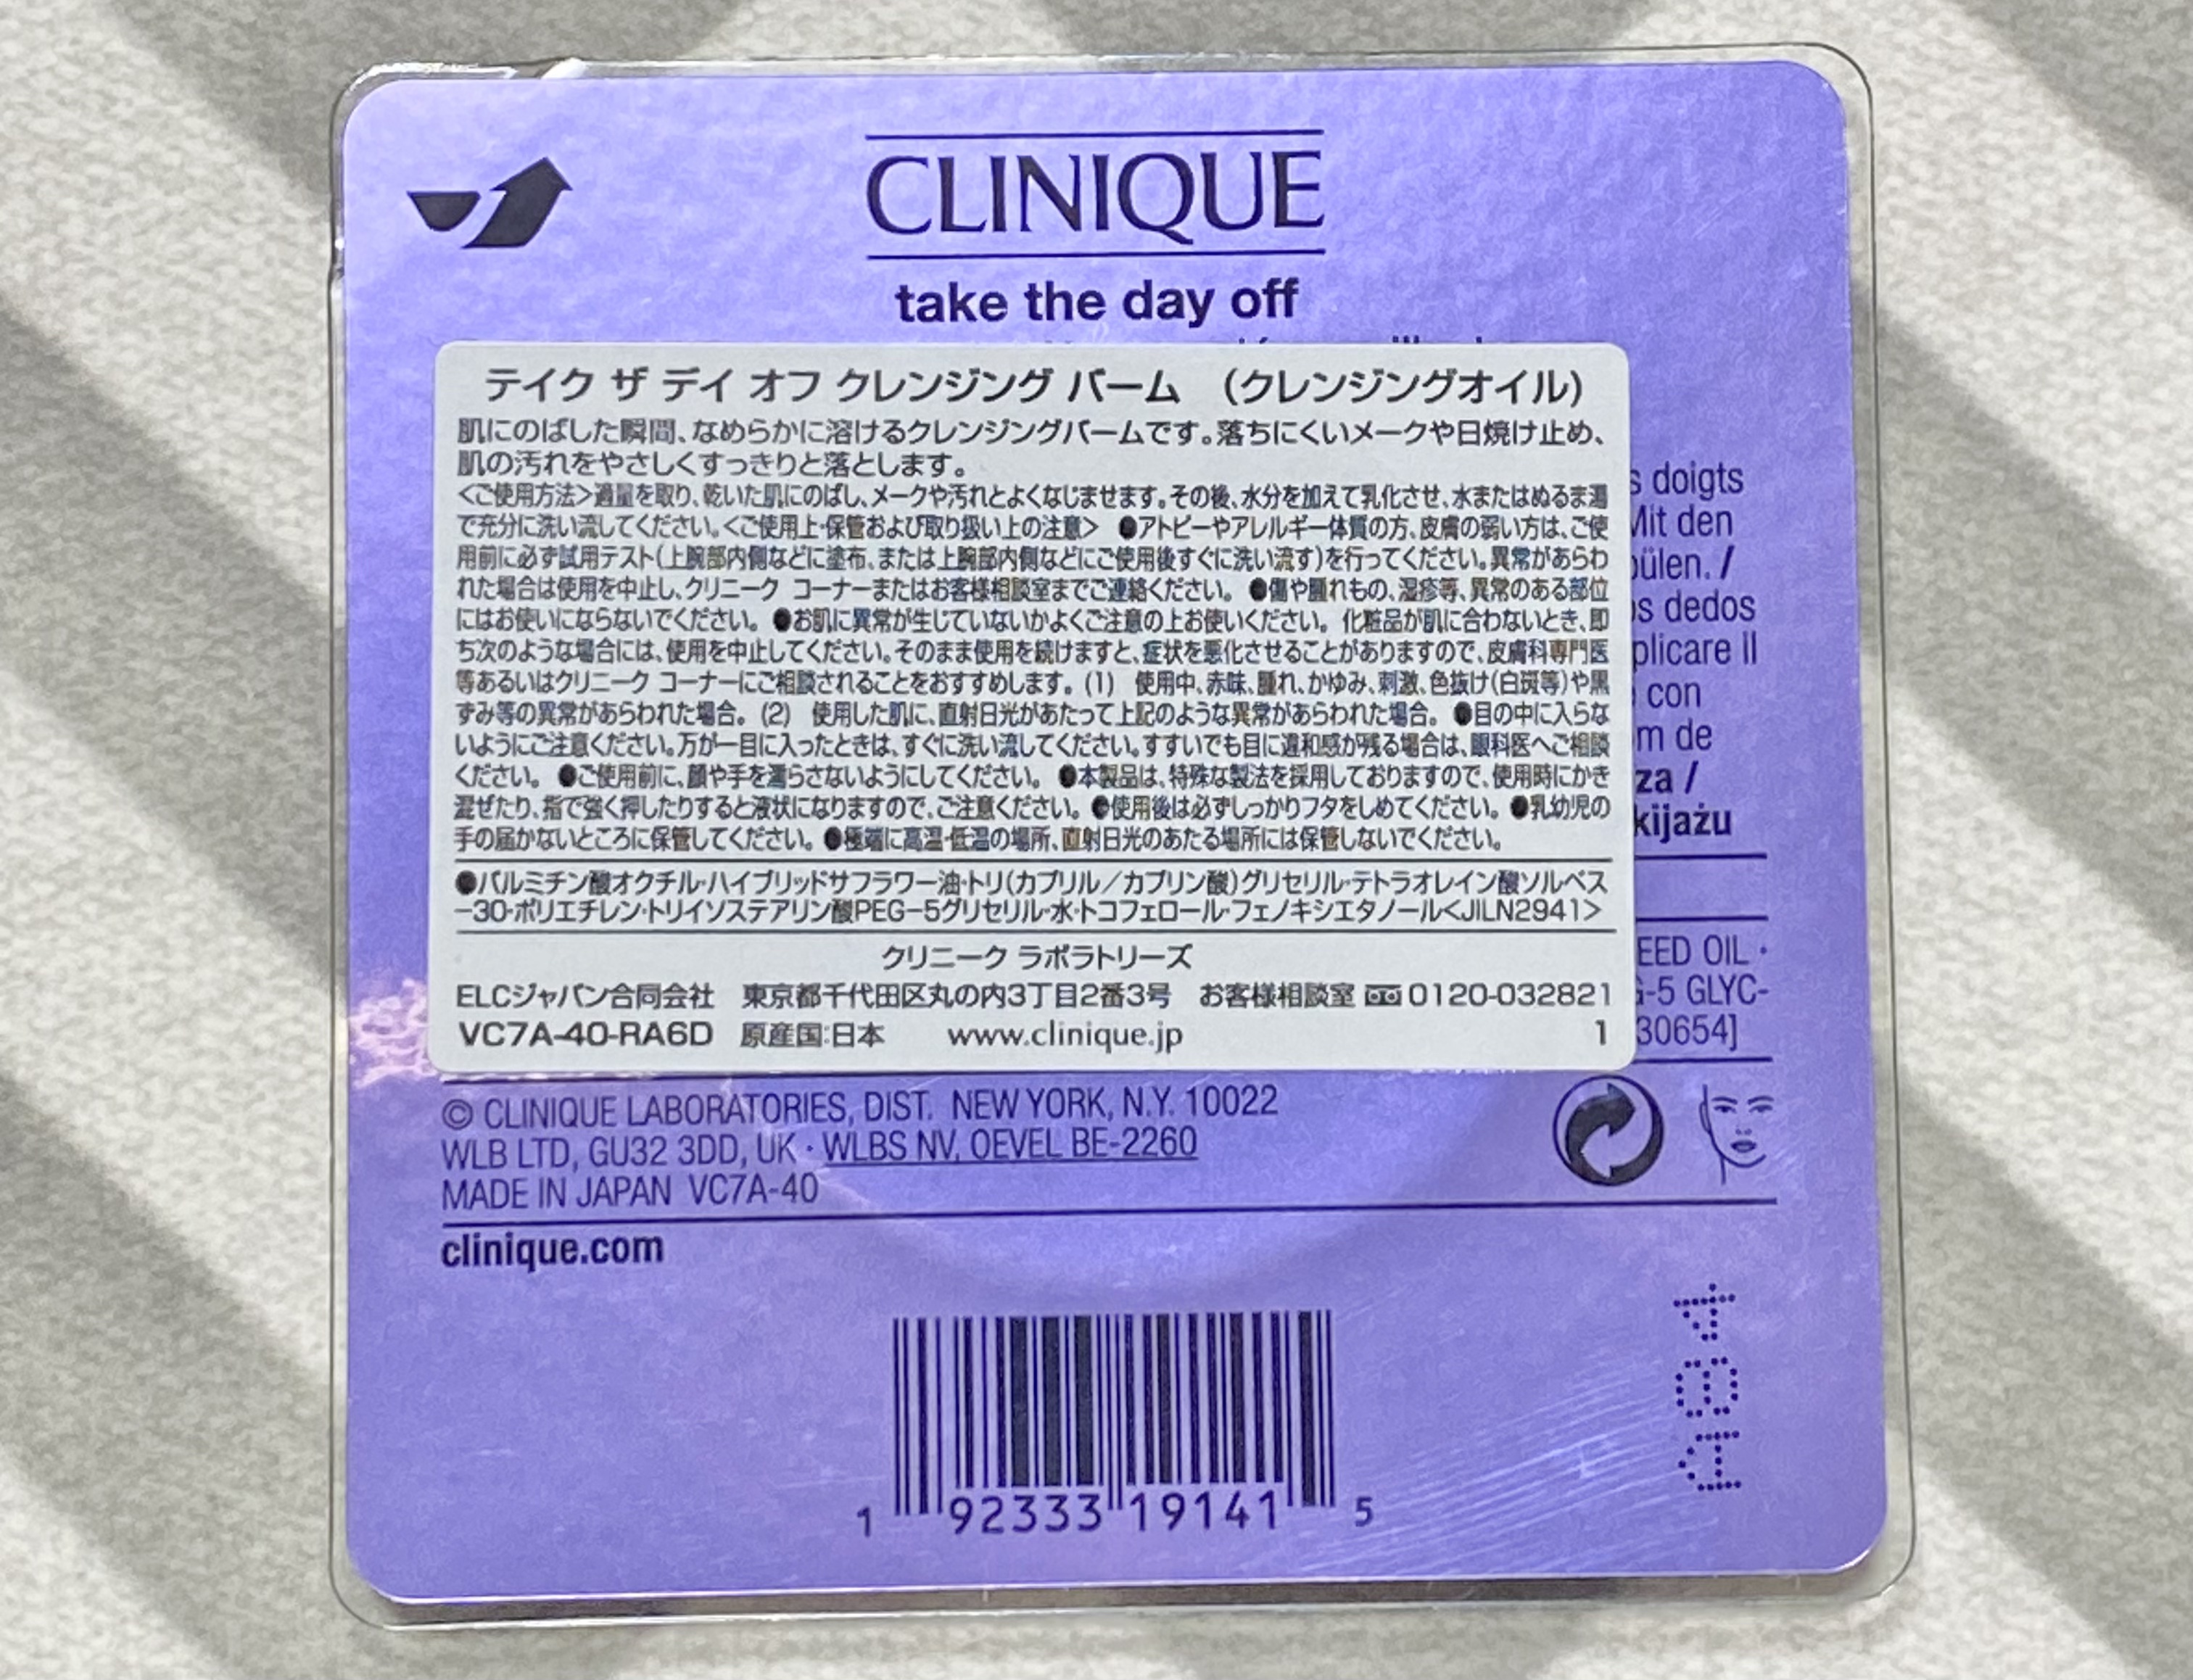 CLINIQUE
take the day off
テイク ザ デイ オフ クレンジング バーム （クレンジングオイル）
肌にのばした瞬間、なめらかに溶けるクレンジングバームです。落ちにくいメークや日焼け止め、
肌の汚れをやさしくすっきりと落とします。
<ご使用方法>適量を取り、乾いた肌にのばし、メークや汚れとよくなじませます。その後、水分を加えて乳化させ、水またはぬるま湯
で充分に洗い流してください。<ご使用上・保管および取り扱い上の注意> ●アトピーやアレルギー体質の方、皮膚の弱い方は、ご使
用前に必ず試用テスト(上腕部内側などに塗布、または上腕部内側などにご使用後すぐに洗い流す)を行ってください。異常があらわ
れた場合は使用を中止し、クリニーク コーナーまたはお客様相談室までご連絡ください。 ●傷や腫れもの、湿疹等、異常のある部位
にはお使いにならないでください。 ●お肌に異常が生じていないかよくご注意の上お使いください。 化粧品が肌に合わないとき、即
ち次のような場合には、使用を中止してください。そのまま使用を続けますと、症状を悪化させることがありますので、皮膚科専門医
等あるいはクリニーク コーナーにご相談されることをおすすめします。(1) 使用中、赤味、腫れ、かゆみ、刺激、色抜け(白斑等)や黒
ずみ等の異常があらわれた場合。(2) 使用した肌に、直射日光があたって上記のような異常があらわれた場合。 ●目の中に入らな
いようにご注意ください。万が一目に入ったときは、すぐに洗い流してください。すすいでも目に違和感が残る場合は、眼科医へご相談
ください。 ●ご使用前に、顔や手を濡らさないようにしてください。 ●本製品は、特殊な製法を採用しておりますので、使用時にかき
混ぜたり、指で強く押したりすると液状になりますので、ご注意ください。 ●使用後は必ずしっかりフタをしめてください。 ●乳幼児の
手の届かないところに保管してください。 ●極端に高温・低温の場所、直射日光のあたる場所には保管しないでください。
●パルミチン酸オクチル・ハイブリッドサフラワー油・トリ(カプリル／カプリン酸)グリセリル・テトラオレイン酸ソルベス
−30・ポリエチレン・トリイソステアリン酸PEG−5グリセリル・水・トコフェロール・フェノキシエタノール<JILN2941>
クリニーク ラボラトリーズ
ELCジャパン合同会社 東京都千代田区丸の内3丁目2番3号 お客様相談室 0120-032821
VC7A-40-RA6D 原産国:日本 www.clinique.jp 1
s doigts
Mit den
pülen. /
os dedos
plicare il
con
m de
za /
kijażu
EED OIL ·
G-5 GLYC-
30654]
© CLINIQUE LABORATORIES, DIST. NEW YORK, N.Y. 10022
WLB LTD, GU32 3DD, UK · WLBS NV, OEVEL BE-2260
MADE IN JAPAN VC7A-40
clinique.com
ABA
1 92333 19141 5